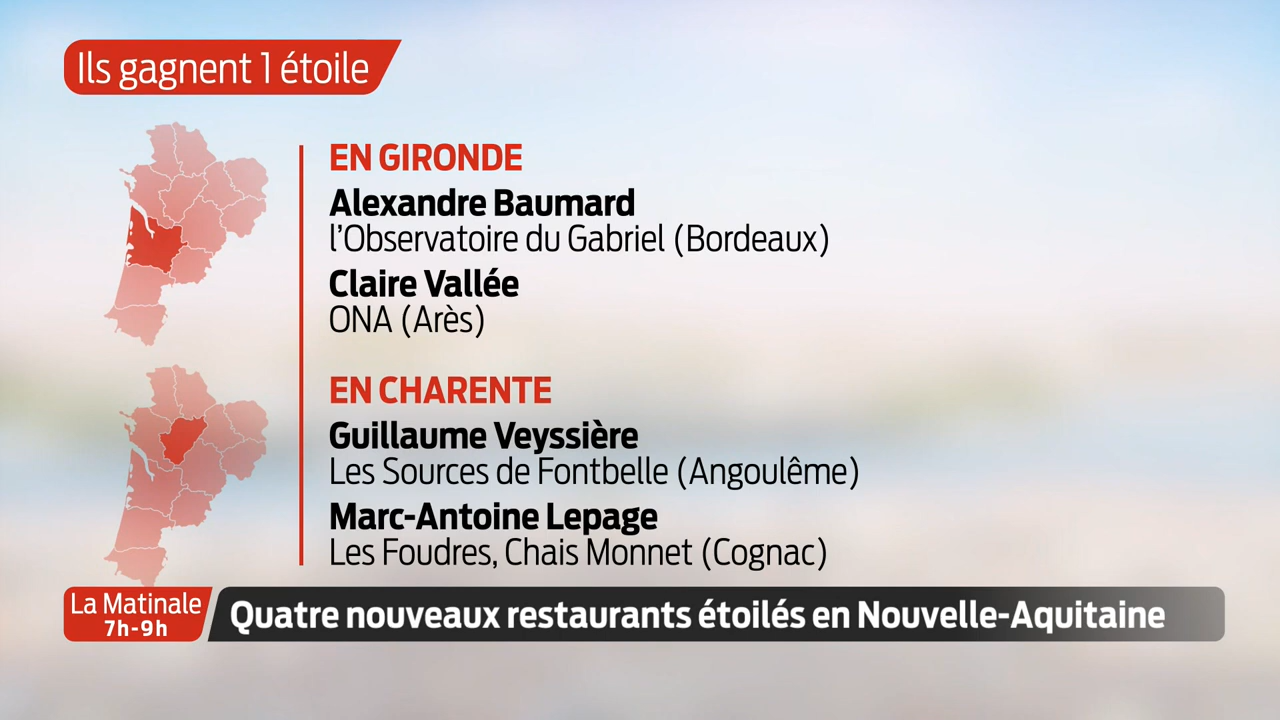 Ils gagnent 1 étoile
EN GIRONDE
Alexandre Baumard
l'Observatoire du Gabriel (Bordeaux)
Claire Vallée
ONA (Arès)
EN CHARENTE
Guillaume Veyssière
Les Sources de Fontbelle (Angoulême)
Marc-Antoine Lepage
Les Foudres, Chais Monnet (Cognac)
La Matinale
7h-9h
Quatre nouveaux restaurants étoilés en Nouvelle-Aquitaine